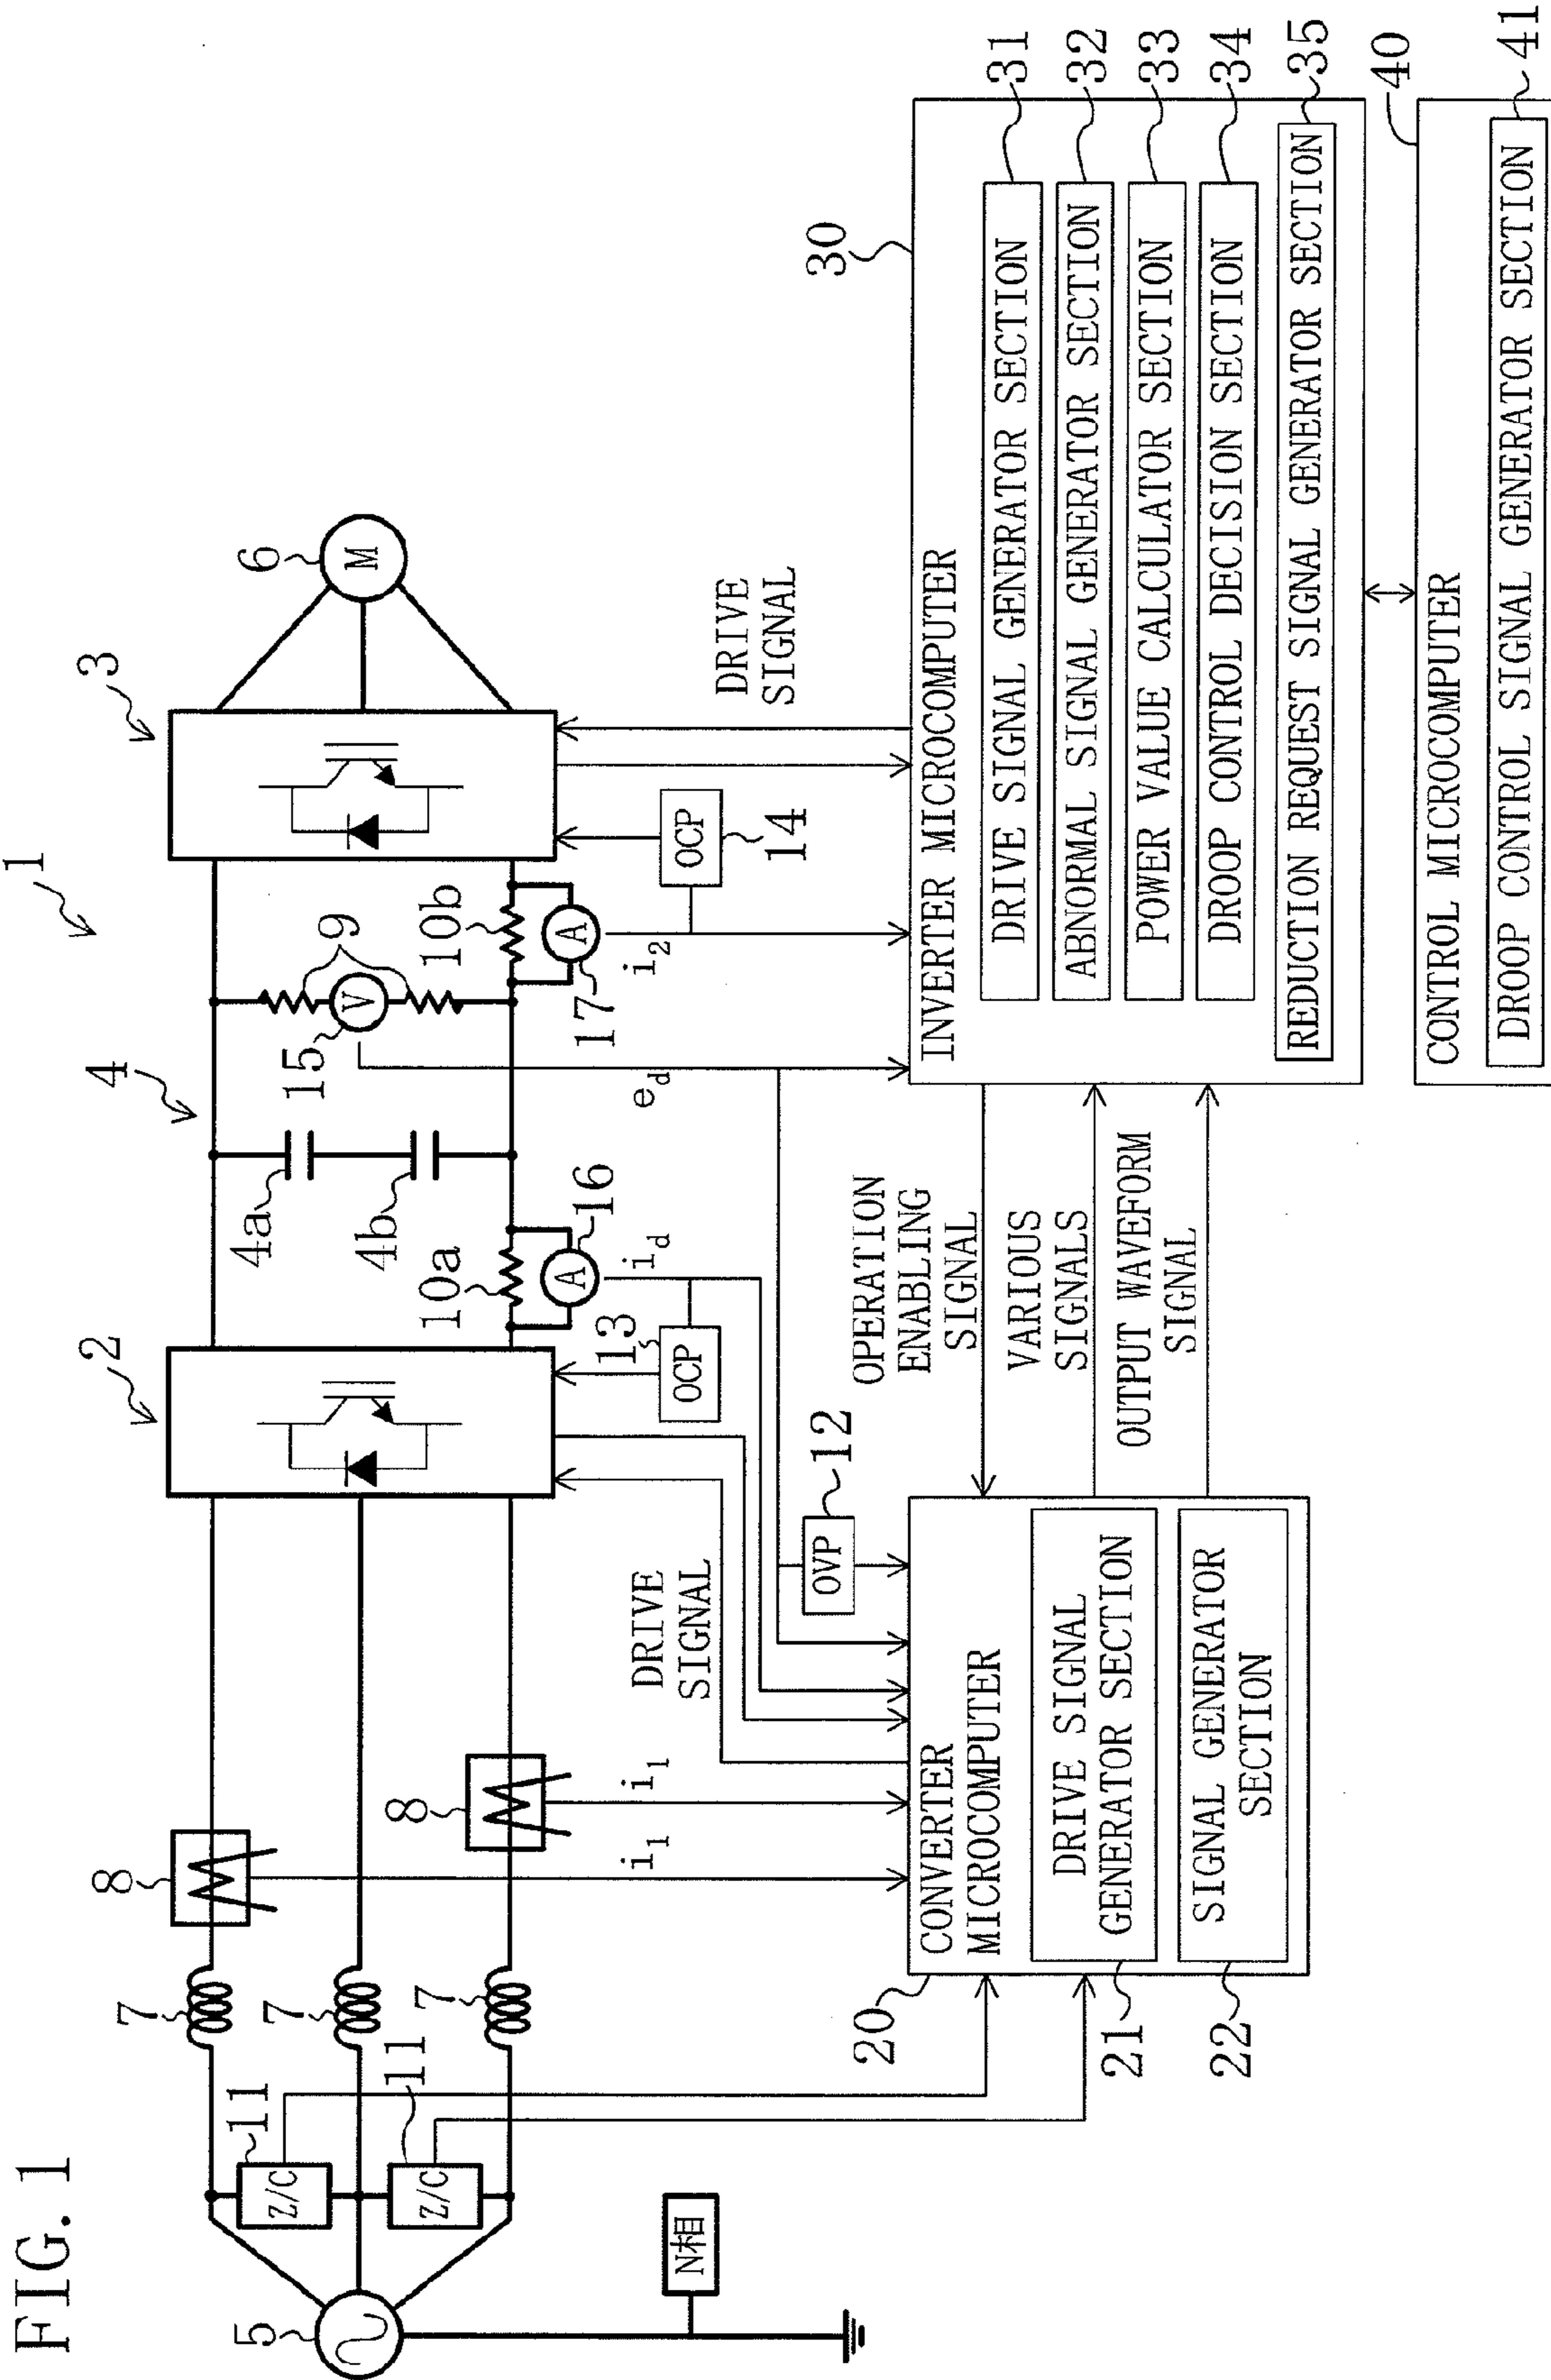 FIG. 1
1
2
3
4
5
6
M
7
7
7
8
8
9
10a
10b
11
11
Z/C
Z/C
4a
4b
15
V
16
A
17
A
i1
i1
id
i2
ed
13
OCP
14
OCP
12
OVP
N相
DRIVE
SIGNAL
DRIVE
SIGNAL
OPERATION
ENABLING
SIGNAL
VARIOUS
SIGNALS
OUTPUT WAVEFORM
SIGNAL
20
CONVERTER
MICROCOMPUTER
DRIVE SIGNAL
GENERATOR SECTION
21
SIGNAL GENERATOR
SECTION
22
30
INVERTER MICROCOMPUTER
DRIVE SIGNAL GENERATOR SECTION
31
ABNORMAL SIGNAL GENERATOR SECTION
32
POWER VALUE CALCULATOR SECTION
33
DROOP CONTROL DECISION SECTION
34
REDUCTION REQUEST SIGNAL GENERATOR SECTION
35
40
CONTROL MICROCOMPUTER
DROOP CONTROL SIGNAL GENERATOR SECTION
41